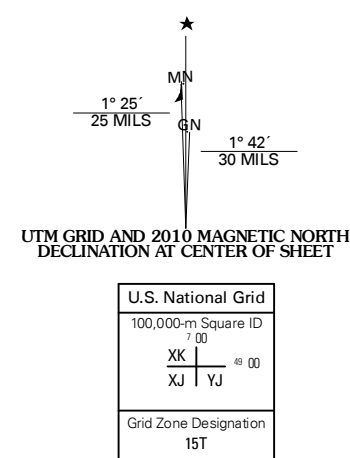 MN
1° 25´
25 MILS
GN
1° 42´
30 MILS
UTM GRID AND 2010 MAGNETIC NORTH
DECLINATION AT CENTER OF SHEET
U.S. National Grid
100,000-m Square ID
7 00
XK
49 00
XJ YJ
Grid Zone Designation
15T